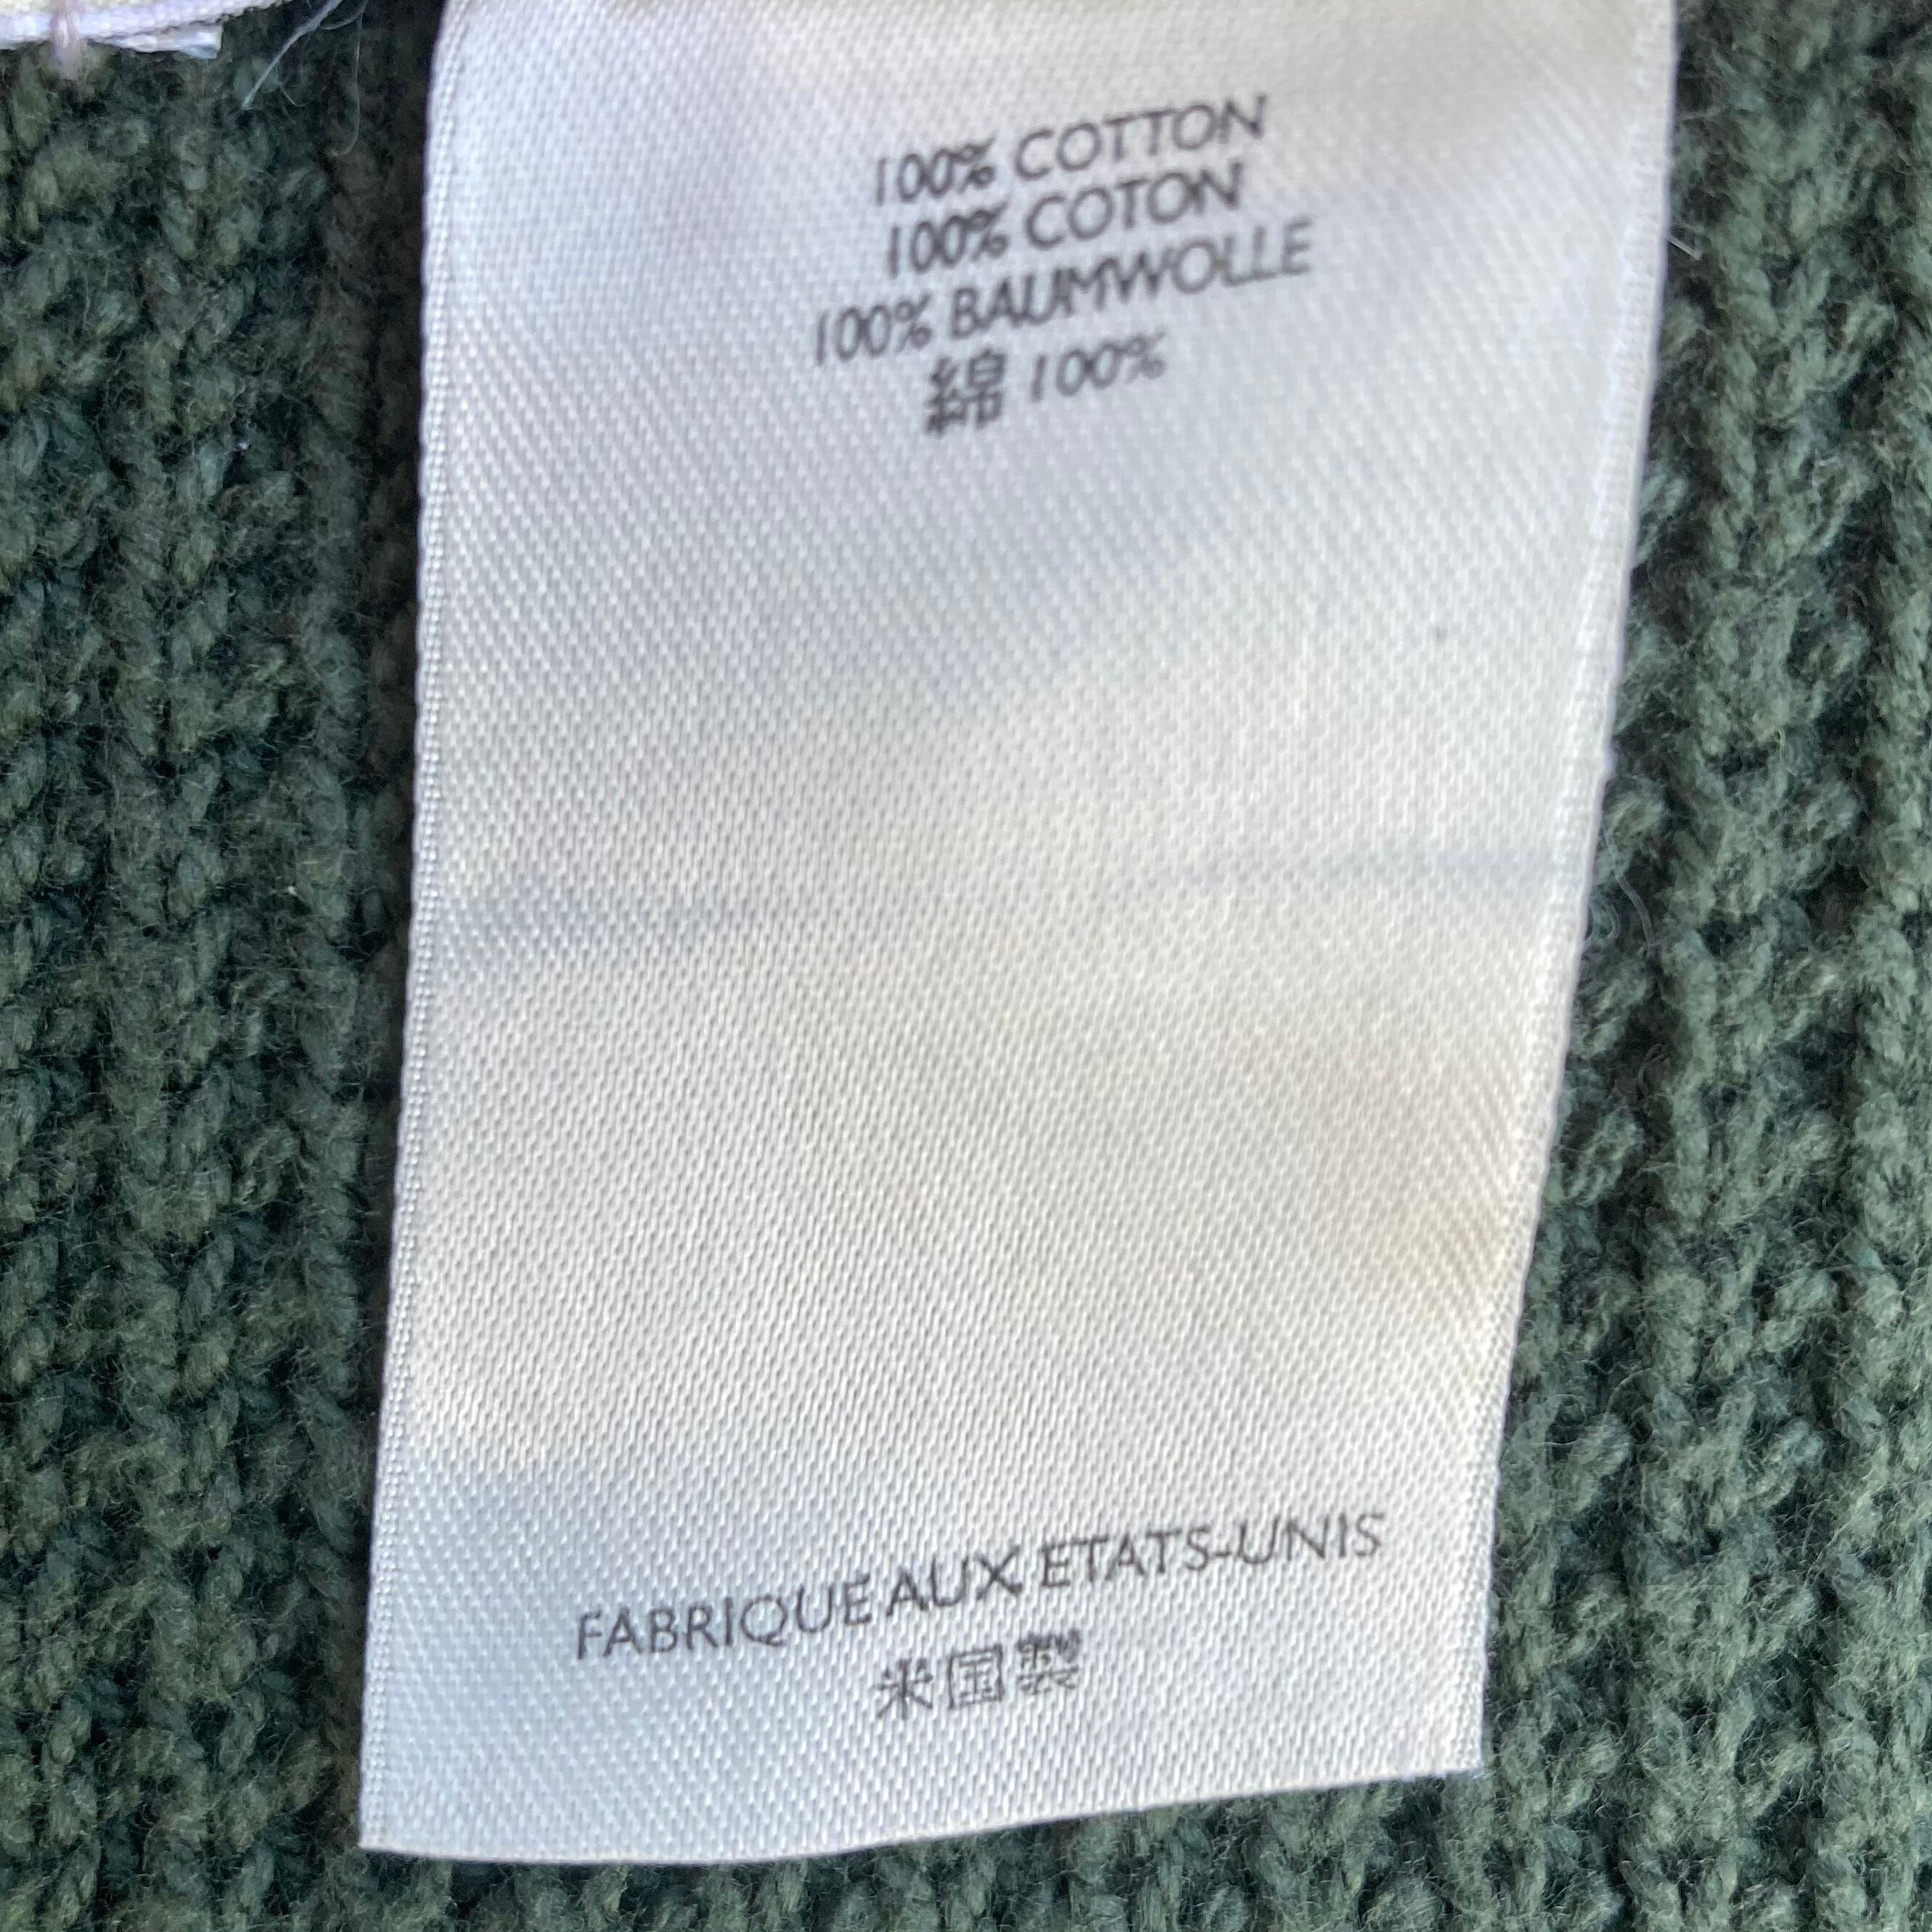 100% COTTON
100% COTON
100% BAUMWOLLE
綿 100%
FABRIQUE AUX ETATS-UNIS
米国製